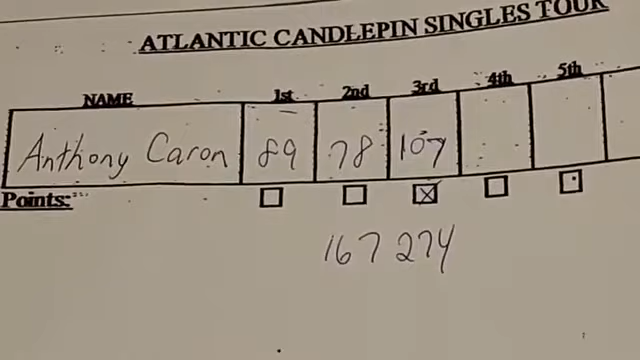 ATLANTIC CANDLEPIN SINGLES TOUR
NAME 1st 2nd 3rd 4th 5th
Anthony Caron 89 78 107
Points:
167 274